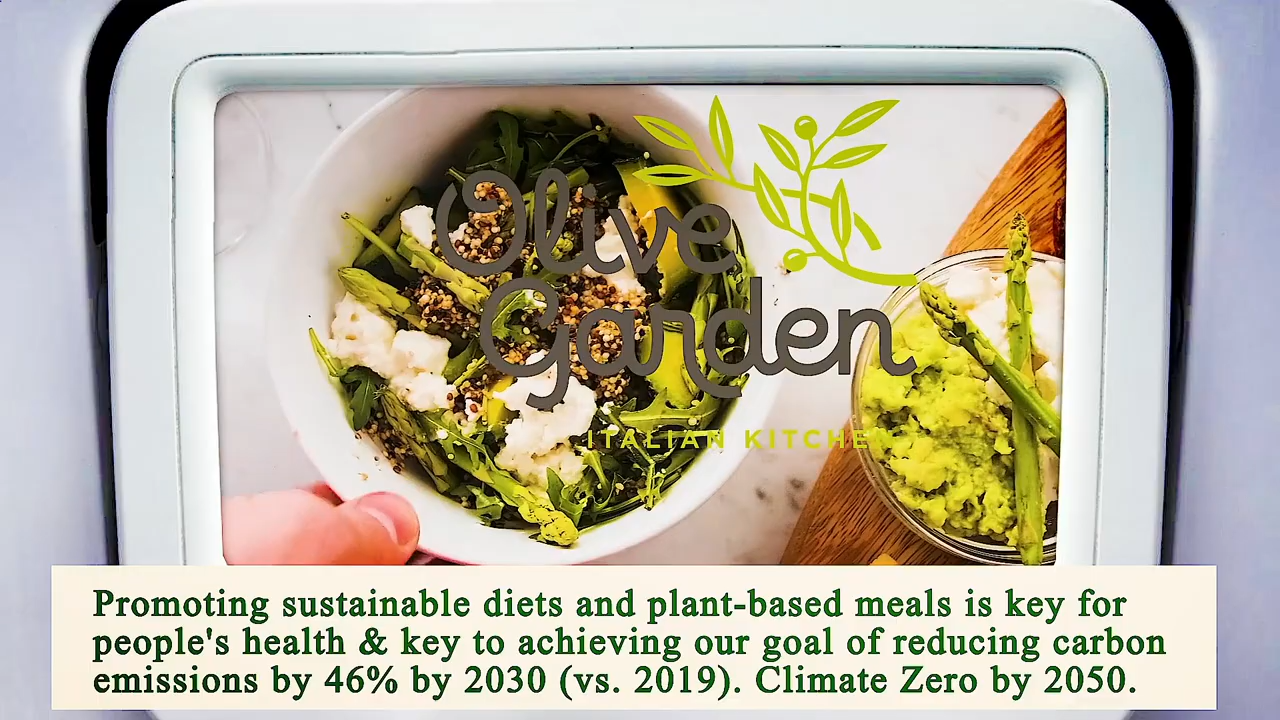 Olive
Garden
ITALIAN KITCHEN
Promoting sustainable diets and plant-based meals is key for
people's health & key to achieving our goal of reducing carbon
emissions by 46% by 2030 (vs. 2019). Climate Zero by 2050.